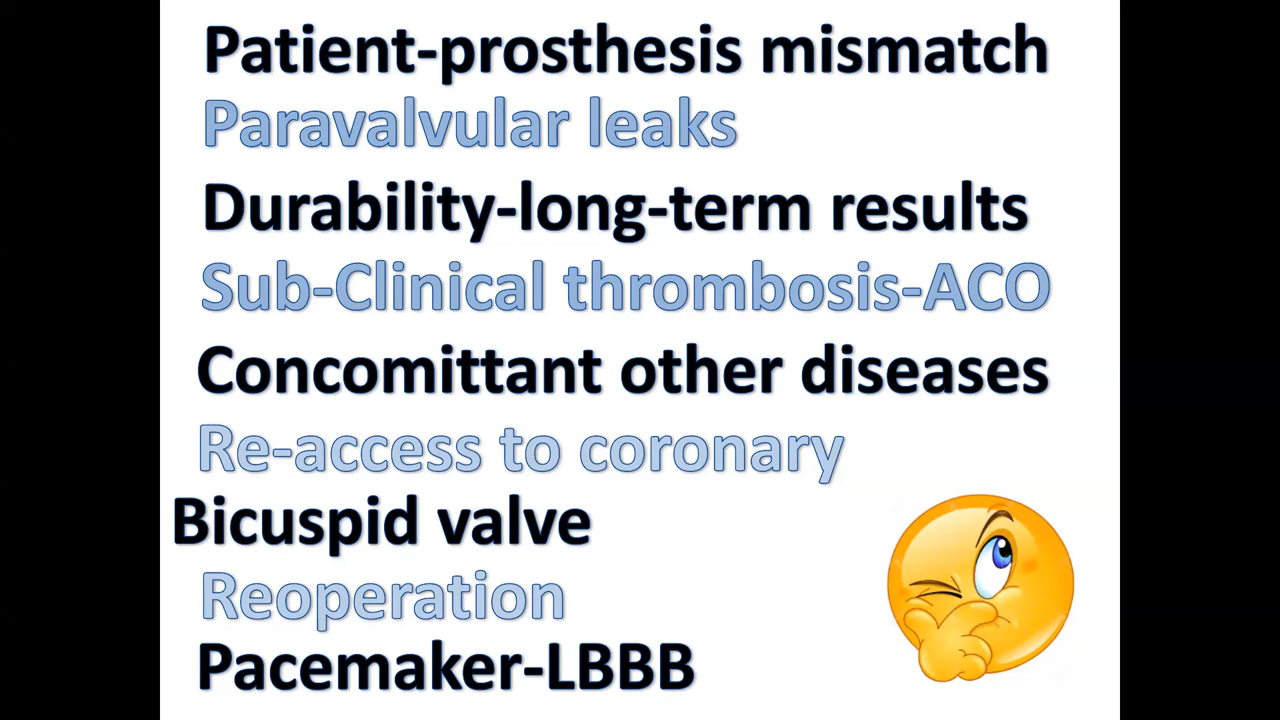 Patient-prosthesis mismatch
Paravalvular leaks
Durability-long-term results
Sub-Clinical thrombosis-ACO
Concomittant other diseases
Re-access to coronary
Bicuspid valve
Reoperation
Pacemaker-LBBB